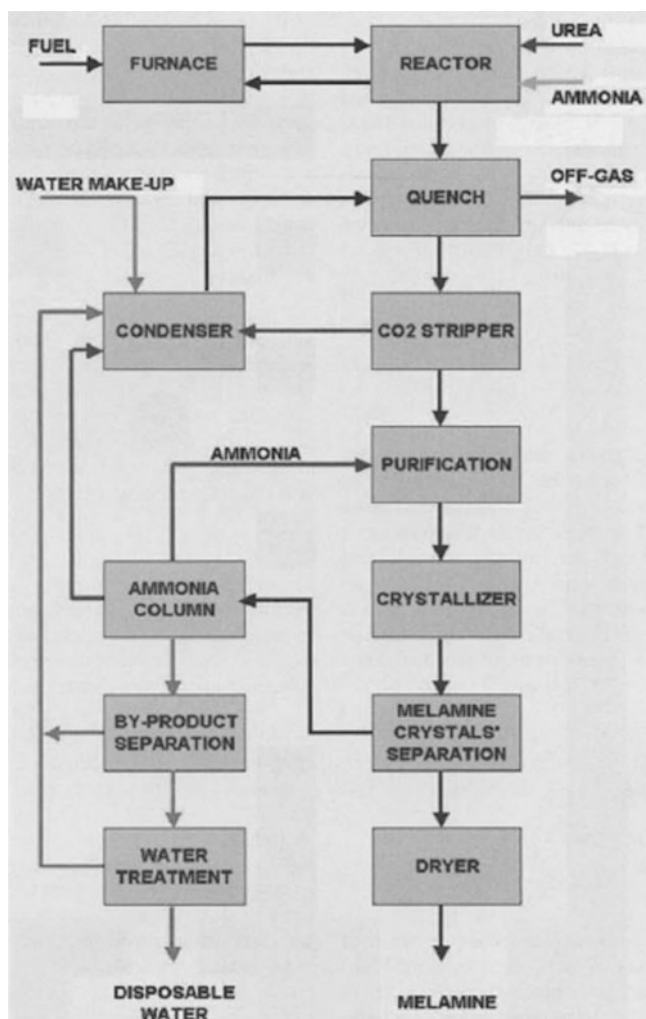 FUEL
FURNACE
REACTOR
UREA
AMMONIA
WATER MAKE-UP
QUENCH
OFF-GAS
CONDENSER
CO2 STRIPPER
AMMONIA
PURIFICATION
AMMONIA
COLUMN
CRYSTALLIZER
BY-PRODUCT
SEPARATION
MELAMINE
CRYSTALS'
SEPARATION
WATER
TREATMENT
DRYER
DISPOSABLE
WATER
MELAMINE